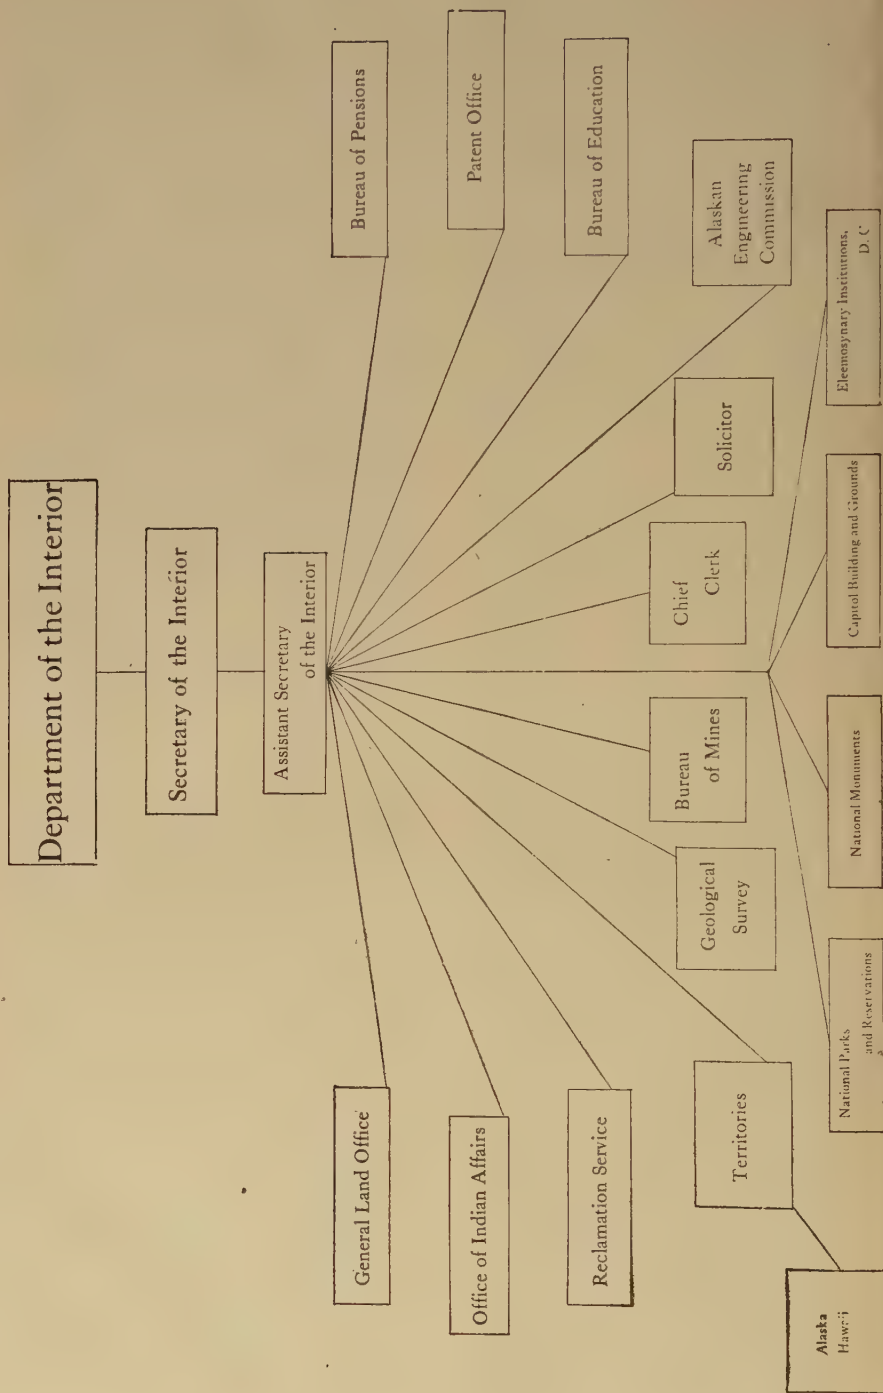 Department of the Interior
Secretary of the Interior
Assistant Secretary
of the Interior
General Land Office
Office of Indian Affairs
Reclamation Service
Territories
Alaska
Hawaii
Geological
Survey
Bureau
of Mines
Chief
Clerk
Solicitor
Alaskan
Engineering
Commission
Bureau of Education
Patent Office
Bureau of Pensions
National Parks
and Reservations
National Monuments
Capitol Building and Grounds
Eleemosynary Institutions,
D. C